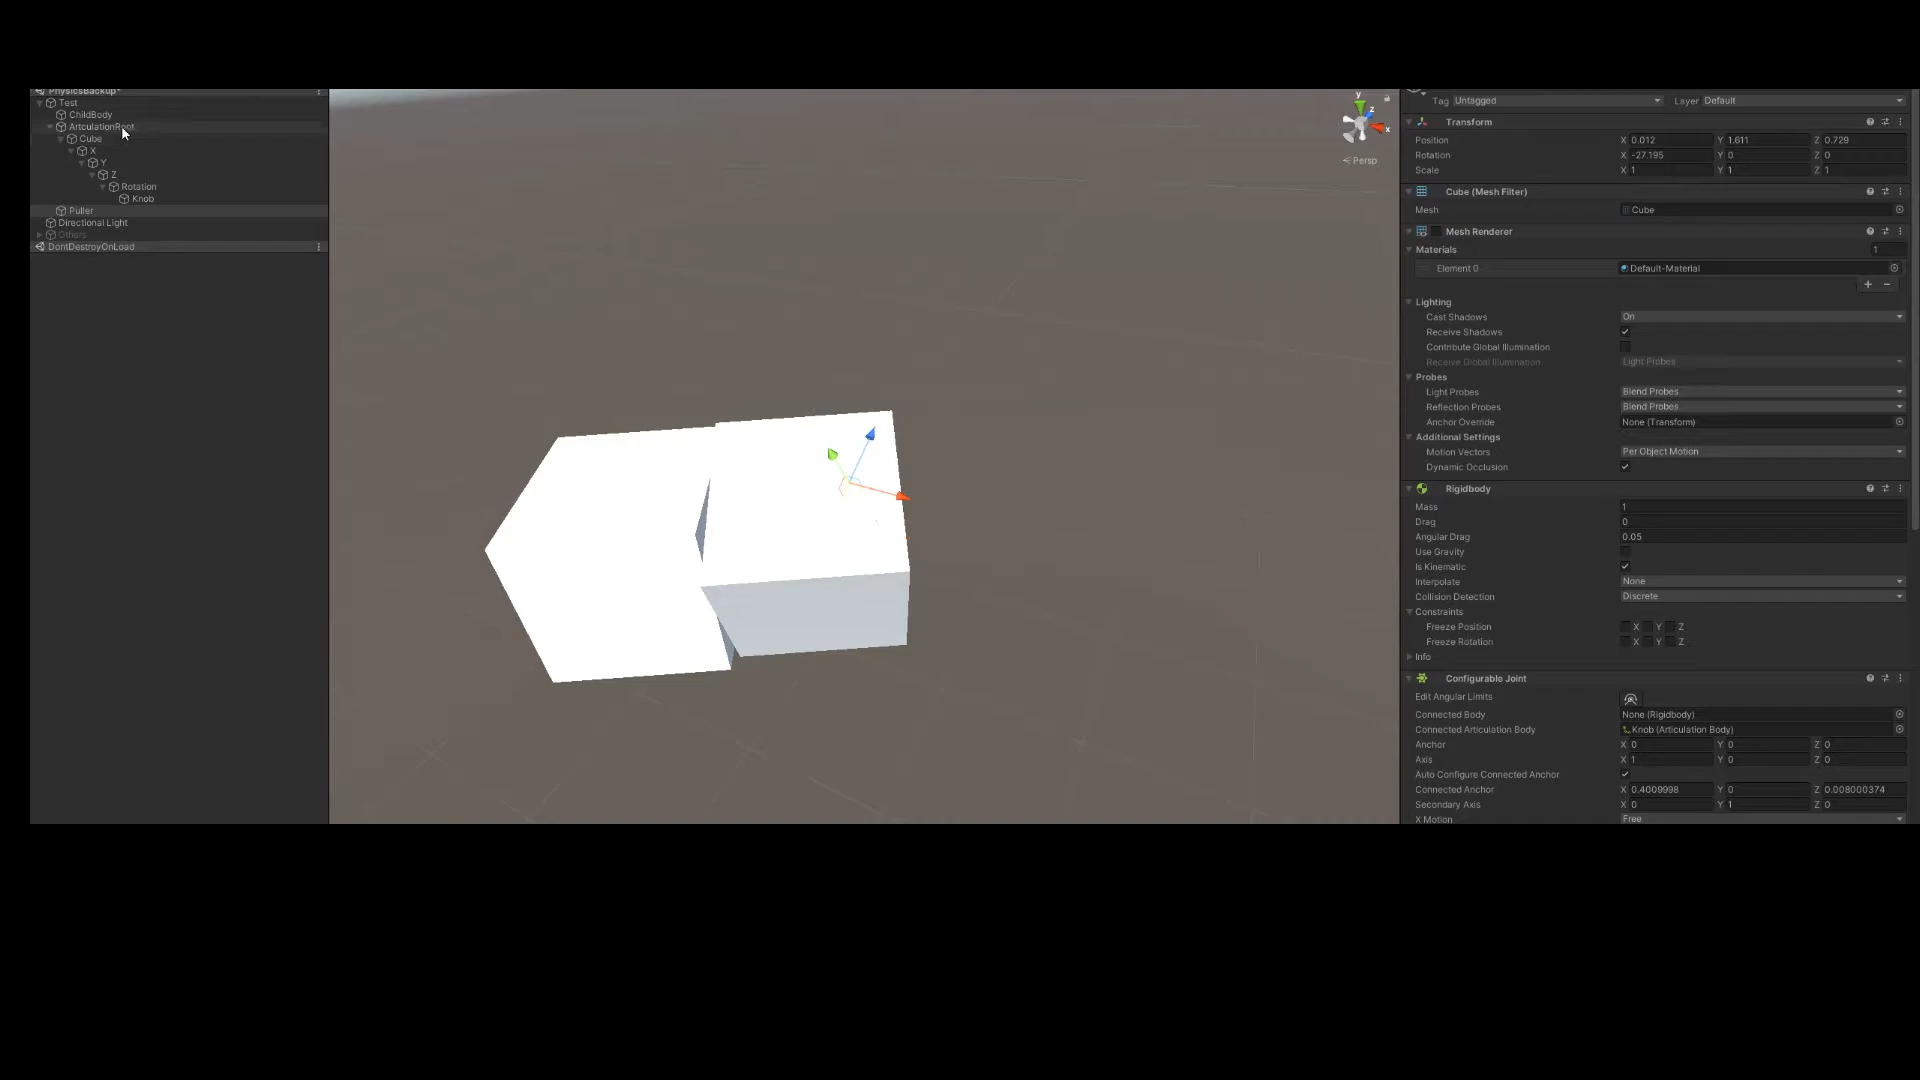 PhysicsBackup*
Test
ChildBody
ArtculationRoot
Cube
X
Y
Z
Rotation
Knob
Puller
Directional Light
Others
DontDestroyOnLoad
y
z
x
Persp
Tag Untagged Layer Default
Transform
Position X 0.012 Y 1.611 Z 0.729
Rotation X -27.195 Y 0 Z 0
Scale X 1 Y 1 Z 1
Cube (Mesh Filter)
Mesh Cube
Mesh Renderer
Materials 1
Element 0 Default-Material
Lighting
Cast Shadows On
Receive Shadows
Contribute Global Illumination
Receive Global Illumination Light Probes
Probes
Light Probes Blend Probes
Reflection Probes Blend Probes
Anchor Override None (Transform)
Additional Settings
Motion Vectors Per Object Motion
Dynamic Occlusion
Rigidbody
Mass 1
Drag 0
Angular Drag 0.05
Use Gravity
Is Kinematic
Interpolate None
Collision Detection Discrete
Constraints
Freeze Position X Y Z
Freeze Rotation X Y Z
Info
Configurable Joint
Edit Angular Limits
Connected Body None (Rigidbody)
Connected Articulation Body Knob (Articulation Body)
Anchor X 0 Y 0 Z 0
Axis X 1 Y 0 Z 0
Auto Configure Connected Anchor
Connected Anchor X 0.4009998 Y 0 Z 0.008000374
Secondary Axis X 0 Y 1 Z 0
X Motion Free